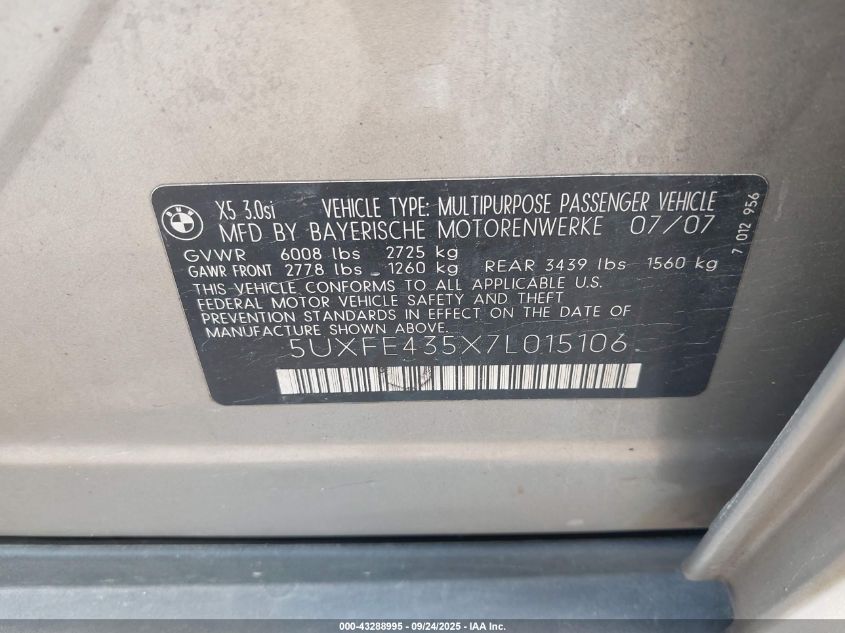 BMW
X5 3.0si VEHICLE TYPE: MULTIPURPOSE PASSENGER VEHICLE
MFD BY BAYERISCHE MOTORENWERKE 07/07
GVWR 6008 lbs 2725 kg
GAWR FRONT 2778 lbs 1260 kg REAR 3439 lbs 1560 kg
THIS VEHICLE CONFORMS TO ALL APPLICABLE U.S.
FEDERAL MOTOR VEHICLE SAFETY AND THEFT
PREVENTION STANDARDS IN EFFECT ON THE DATE OF
MANUFACTURE SHOWN ABOVE.
5UXFE435X7L015106
7 012 956
000-43288995 - 09/24/2025 - IAA Inc.